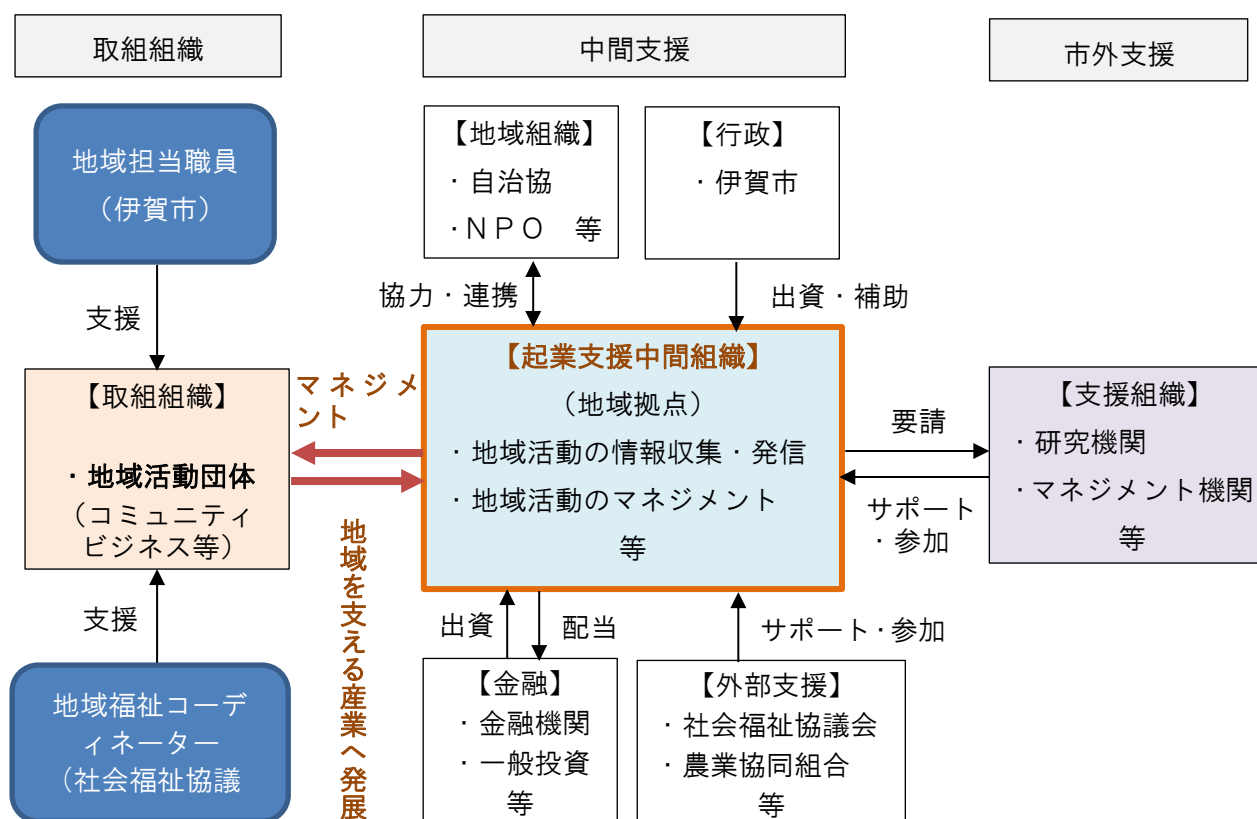 取組組織
中間支援
市外支援
地域担当職員
（伊賀市）
【地域組織】
・自治協
・ＮＰＯ　等
【行政】
・伊賀市
支援
協力・連携
出資・補助
【取組組織】
・地域活動団体
（コミュニティ
ビジネス等）
マネジメ
ント
【起業支援中間組織】
（地域拠点）
・地域活動の情報収集・発信
・地域活動のマネジメント
等
要請
サポート
・参加
【支援組織】
・研究機関
・マネジメント機関
等
地域を支える産業へ発展
支援
出資
配当
サポート・参加
地域福祉コーデ
ィネーター
（社会福祉協議
【金融】
・金融機関
・一般投資
等
【外部支援】
・社会福祉協議会
・農業協同組合
等